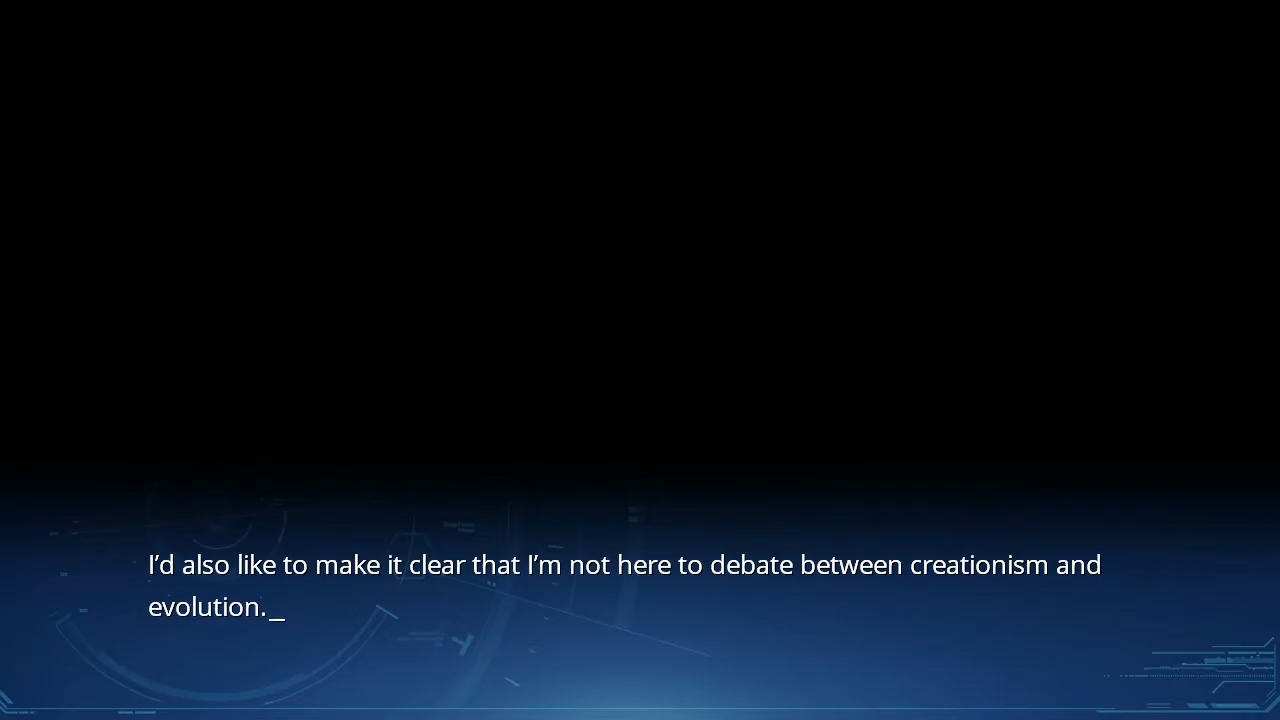 I’d also like to make it clear that I’m not here to debate between creationism and
evolution._